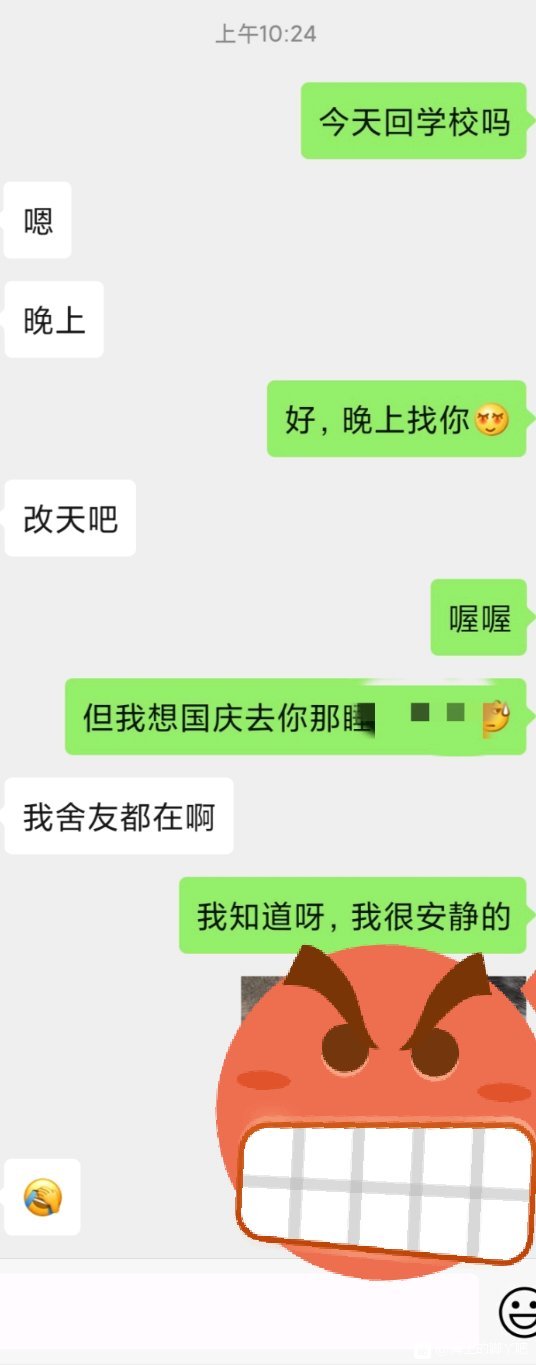 上午10:24
今天回学校吗
嗯
晚上
好，晚上找你
改天吧
喔喔
但我想国庆去你那睡
我舍友都在啊
我知道呀，我很安静的